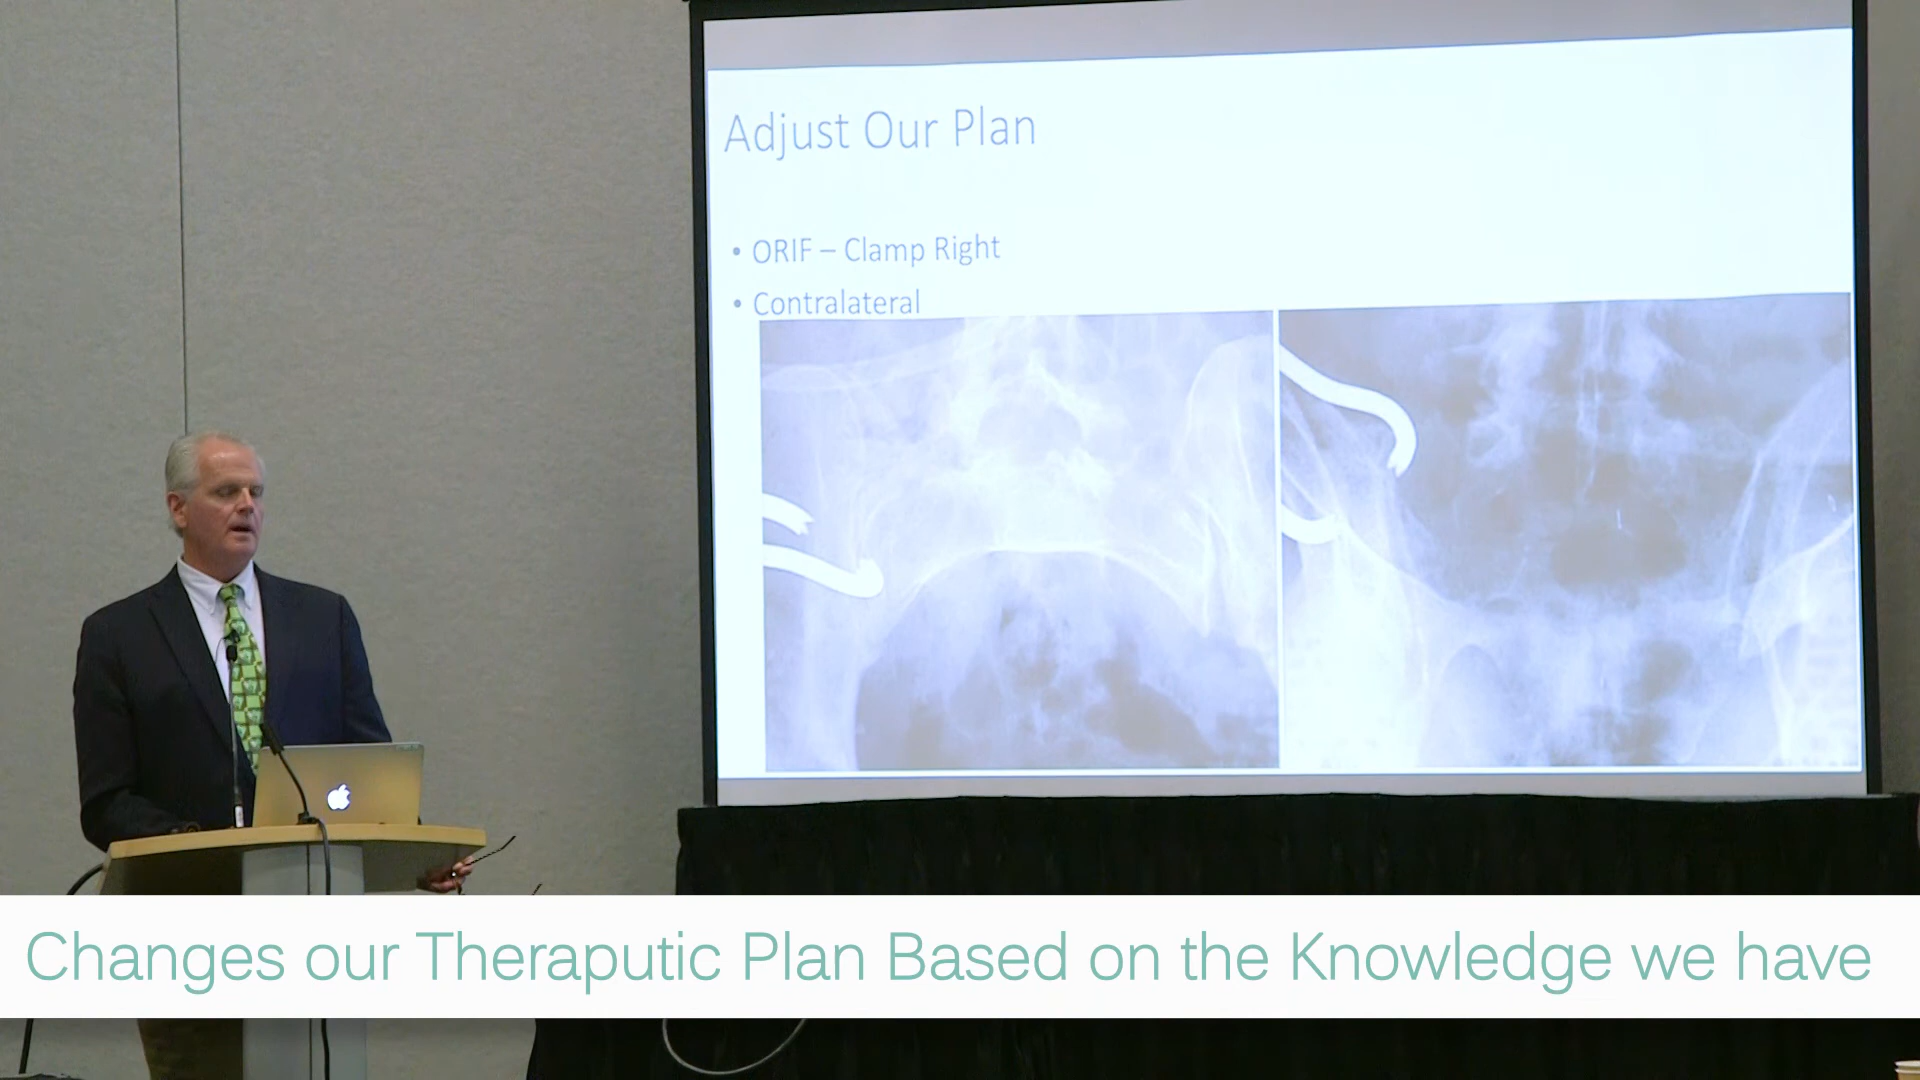 Adjust Our Plan
• ORIF – Clamp Right
• Contralateral
Changes our Theraputic Plan Based on the Knowledge we have